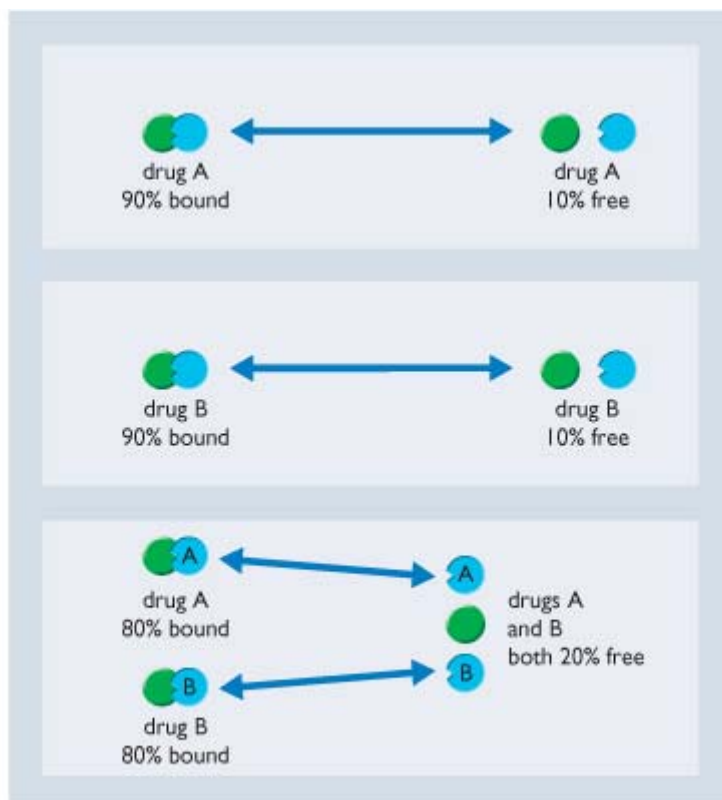 drug A
90% bound
drug A
10% free
drug B
90% bound
drug B
10% free
A
drug A
80% bound
B
drug B
80% bound
A
B
drugs A
and B
both 20% free